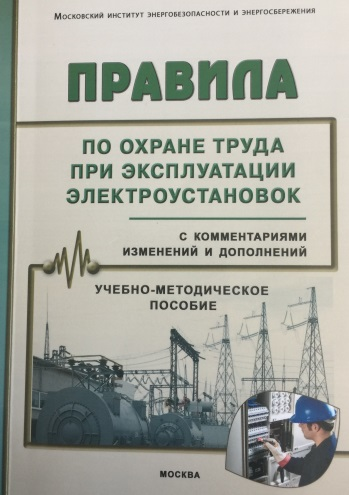 Московский институт энергобезопасности и энергосбережения
ПРАВИЛА
ПО ОХРАНЕ ТРУДА
ПРИ ЭКСПЛУАТАЦИИ
ЭЛЕКТРОУСТАНОВОК
С КОММЕНТАРИЯМИ
ИЗМЕНЕНИЙ И ДОПОЛНЕНИЙ
УЧЕБНО-МЕТОДИЧЕСКОЕ
ПОСОБИЕ
МОСКВА